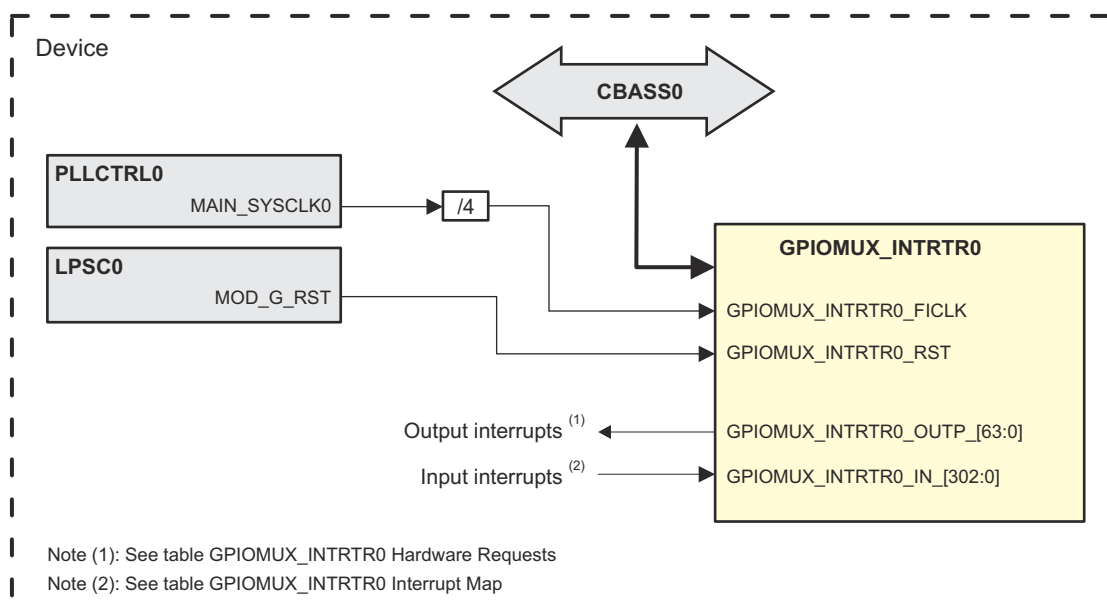 Device
CBASS0
PLLCTRL0
MAIN_SYSCLK0
/4
LPSC0
MOD_G_RST
GPIOMUX_INTRTR0
GPIOMUX_INTRTR0_FICLK
GPIOMUX_INTRTR0_RST
Output interrupts (1)
GPIOMUX_INTRTR0_OUTP_[63:0]
Input interrupts (2)
GPIOMUX_INTRTR0_IN_[302:0]
Note (1): See table GPIOMUX_INTRTR0 Hardware Requests
Note (2): See table GPIOMUX_INTRTR0 Interrupt Map